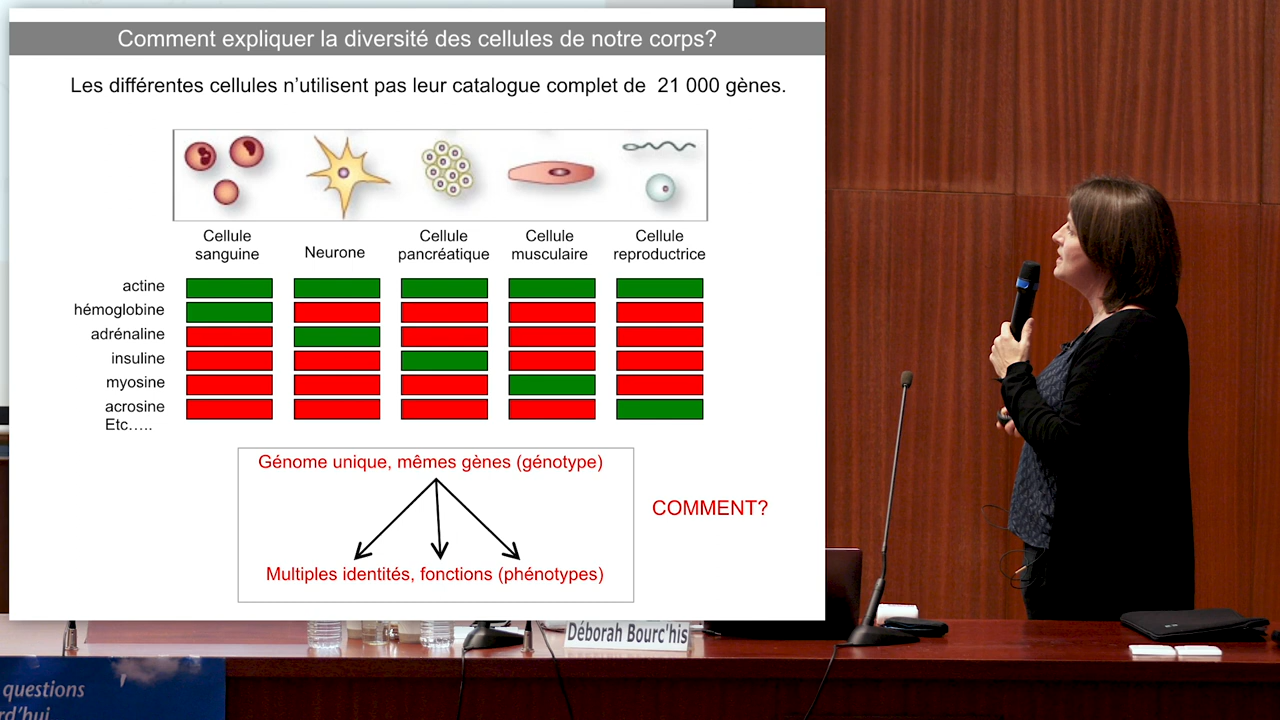 Comment expliquer la diversité des cellules de notre corps?
Les différentes cellules n'utilisent pas leur catalogue complet de 21 000 gènes.
Cellule sanguine
Neurone
Cellule pancréatique
Cellule musculaire
Cellule reproductrice
actine
hémoglobine
adrénaline
insuline
myosine
acrosine
Etc…..
Génome unique, mêmes gènes (génotype)
COMMENT?
Multiples identités, fonctions (phénotypes)
Déborah Bourc'his
questions
rd'hui